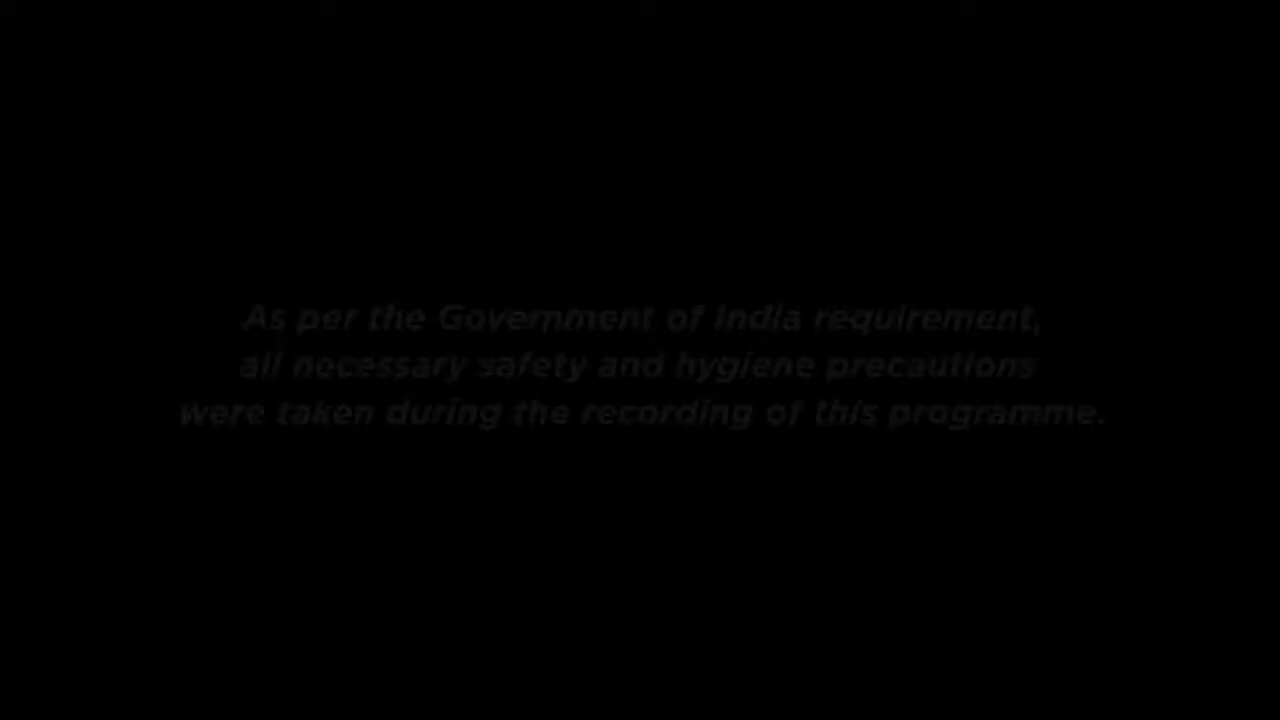 As per the Government of India requirement,
all necessary safety and hygiene precautions
were taken during the recording of this programme.